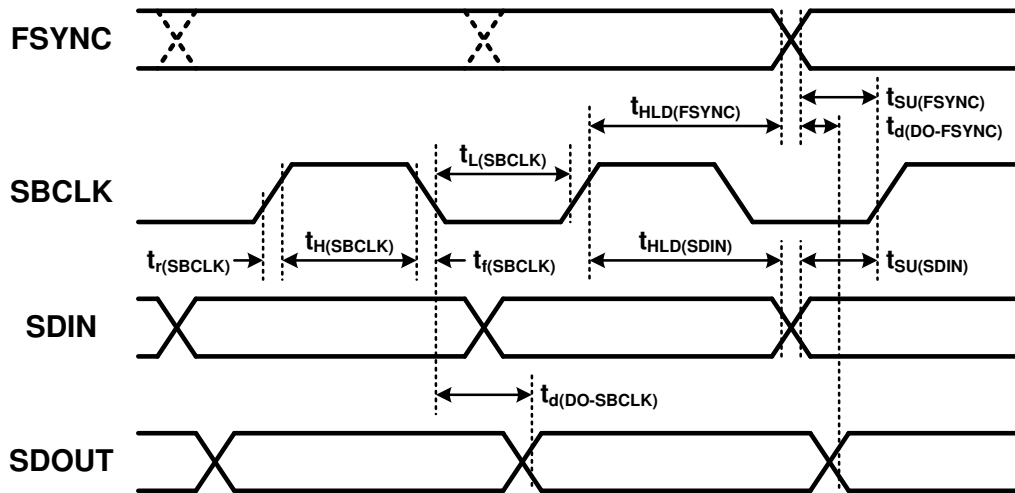 FSYNC
tHLD(FSYNC)
tSU(FSYNC)
td(DO-FSYNC)
tL(SBCLK)
SBCLK
tr(SBCLK)
tH(SBCLK)
tf(SBCLK)
tHLD(SDIN)
tSU(SDIN)
SDIN
td(DO-SBCLK)
SDOUT